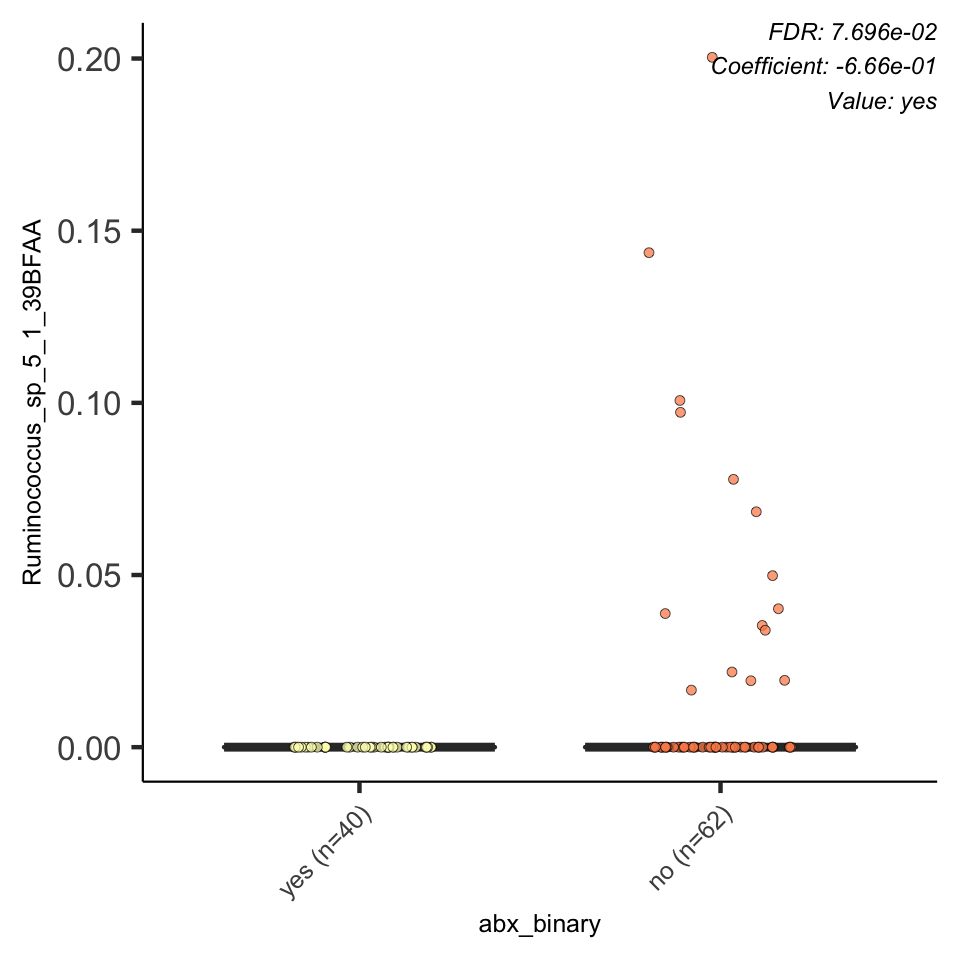 FDR: 7.696e-02
Coefficient: -6.66e-01
Value: yes
Ruminococcus_sp_5_1_39BFAA
0.20
0.15
0.10
0.05
0.00
yes (n=40)
no (n=62)
abx_binary